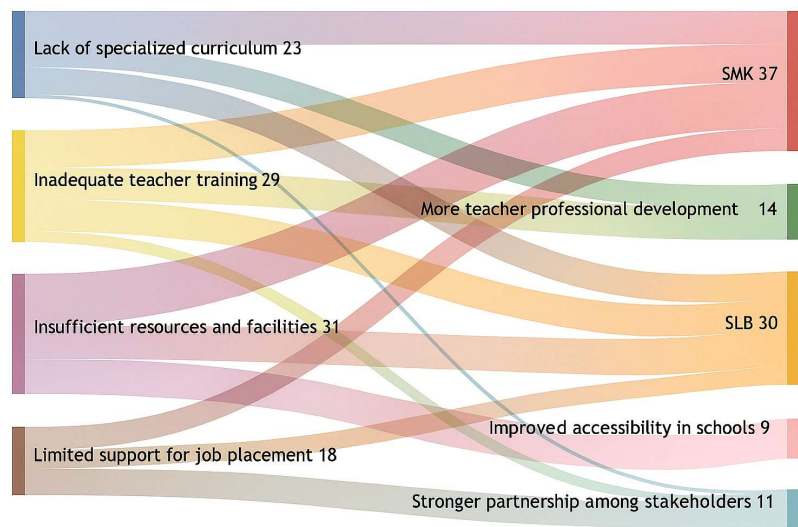 Lack of specialized curriculum 23
SMK 37
Inadequate teacher training 29
More teacher professional development 14
Insufficient resources and facilities 31
SLB 30
Limited support for job placement 18
Improved accessibility in schools 9
Stronger partnership among stakeholders 11